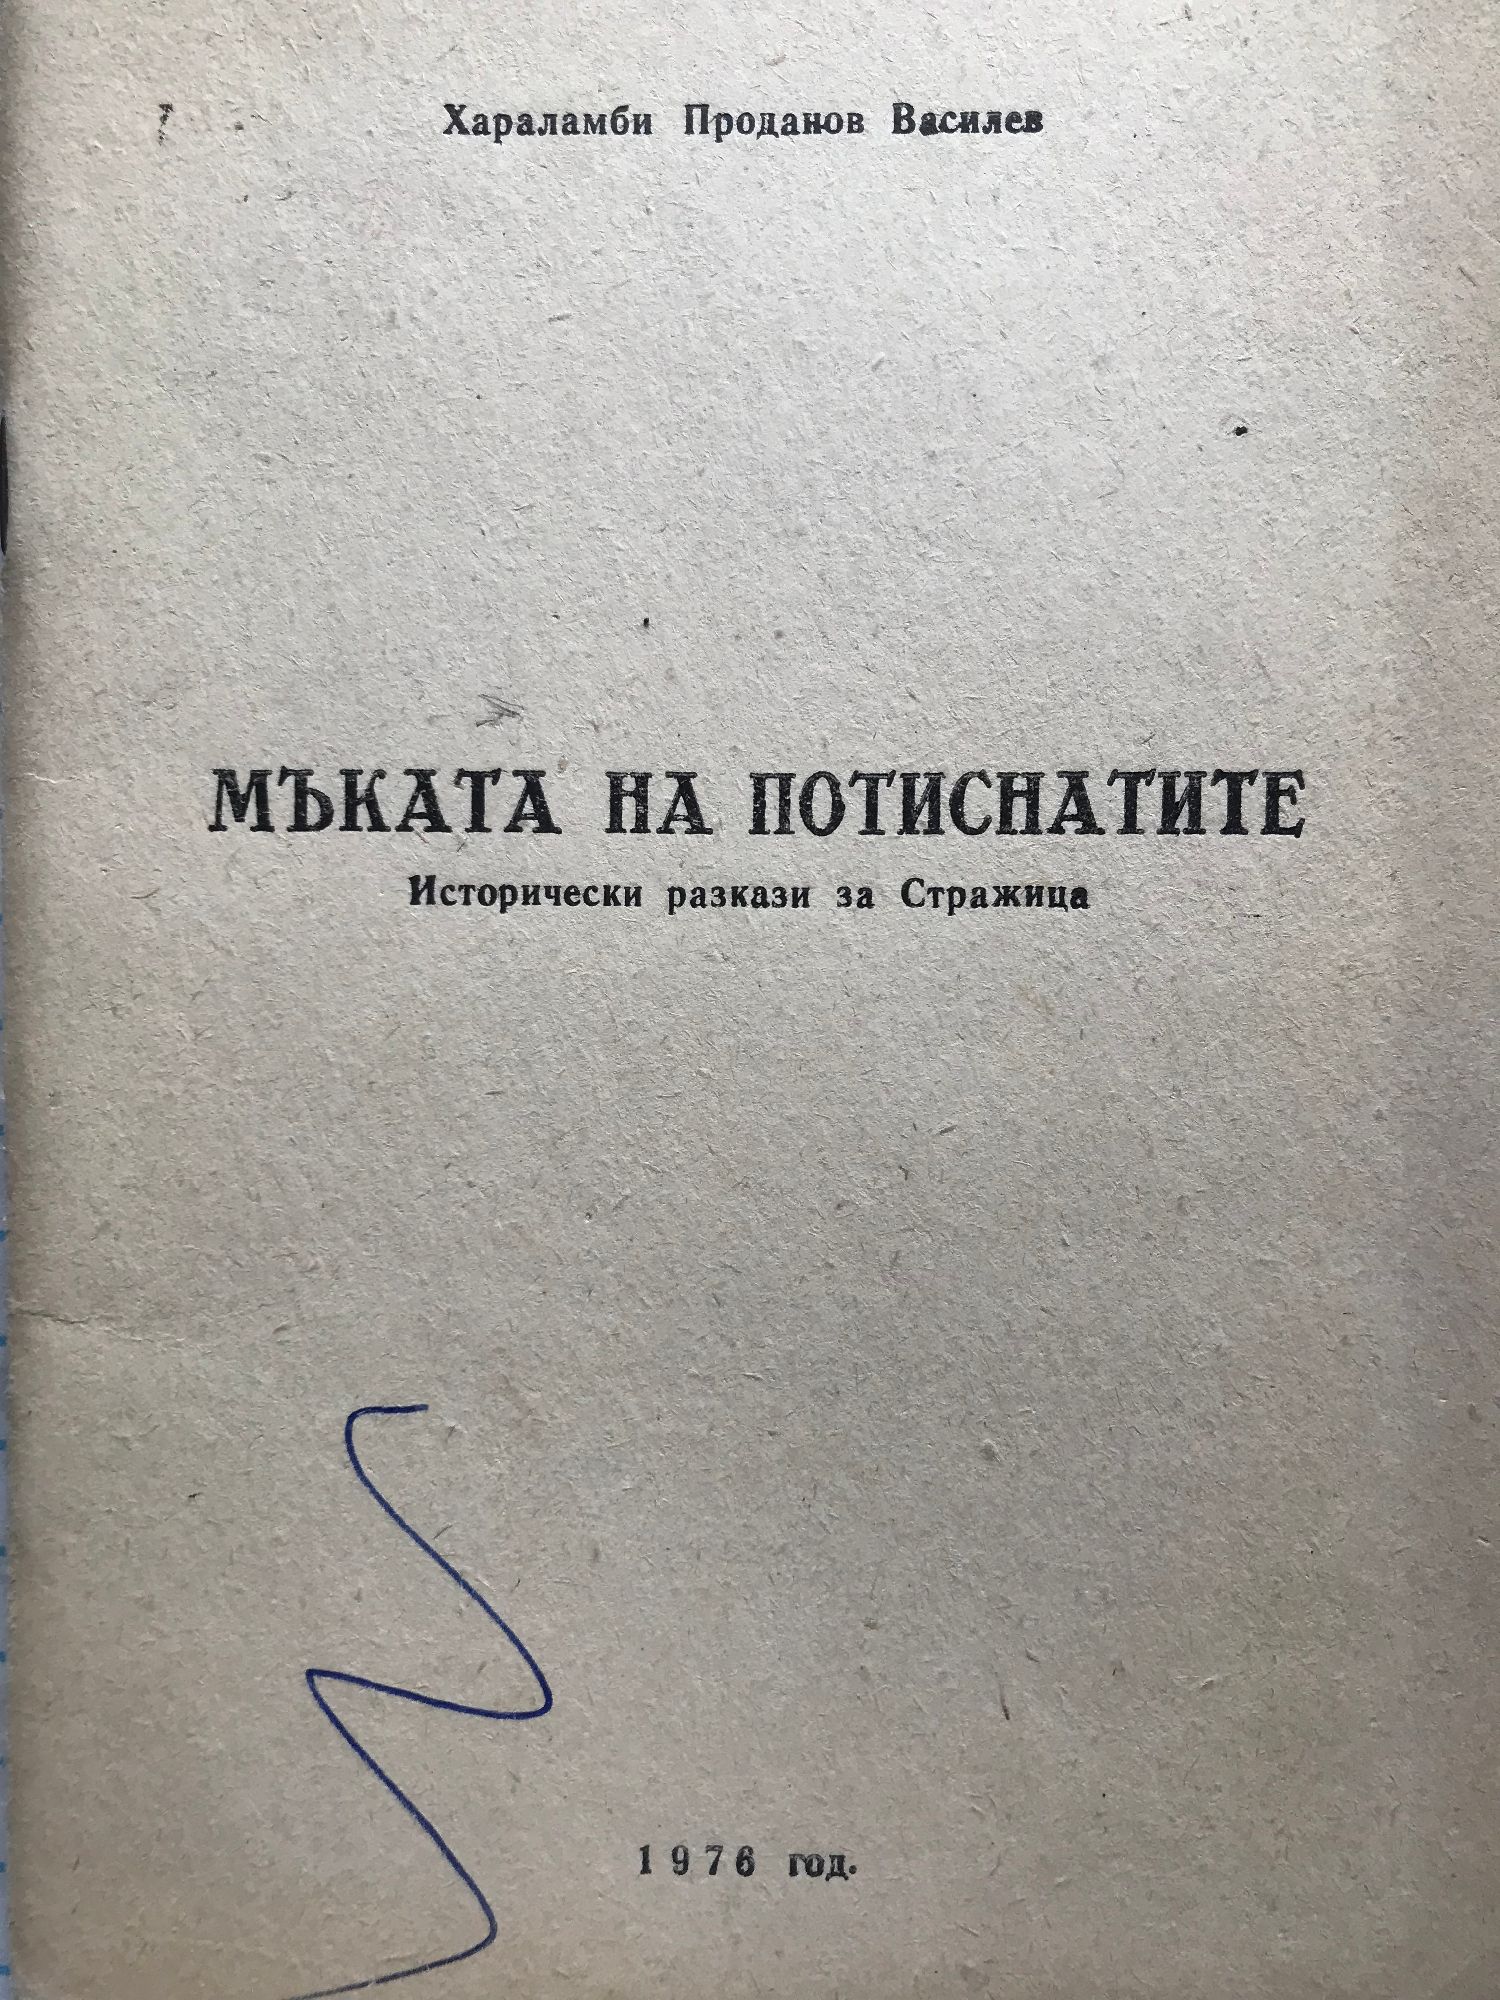 Хараламби Проданов Василев
МЪКАТА НА ПОТИСНАТИТЕ
Исторически разкази за Стражица
1976 год.